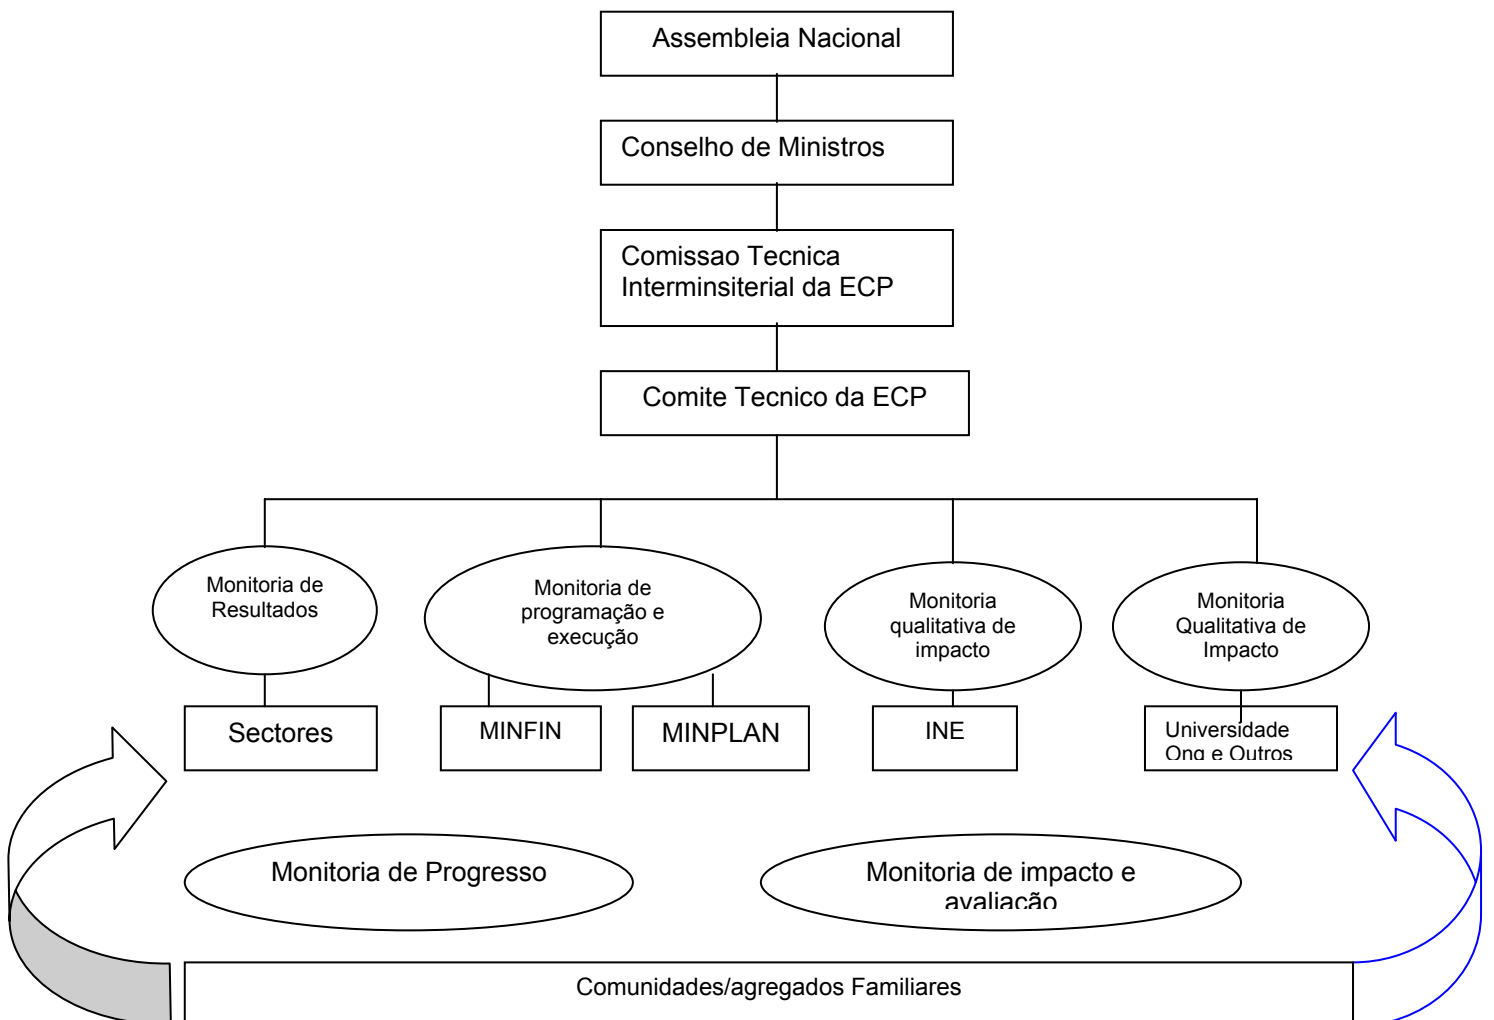 Assembleia Nacional
Conselho de Ministros
Comissao Tecnica
Interminsiterial da ECP
Comite Tecnico da ECP
Monitoria de
Resultados
Monitoria de
programação e
execução
Monitoria
qualitativa de
impacto
Monitoria
Qualitativa de
Impacto
Sectores
MINFIN
MINPLAN
INE
Universidade
Ong e Outros
Monitoria de Progresso
Monitoria de impacto e
avaliação
Comunidades/agregados Familiares